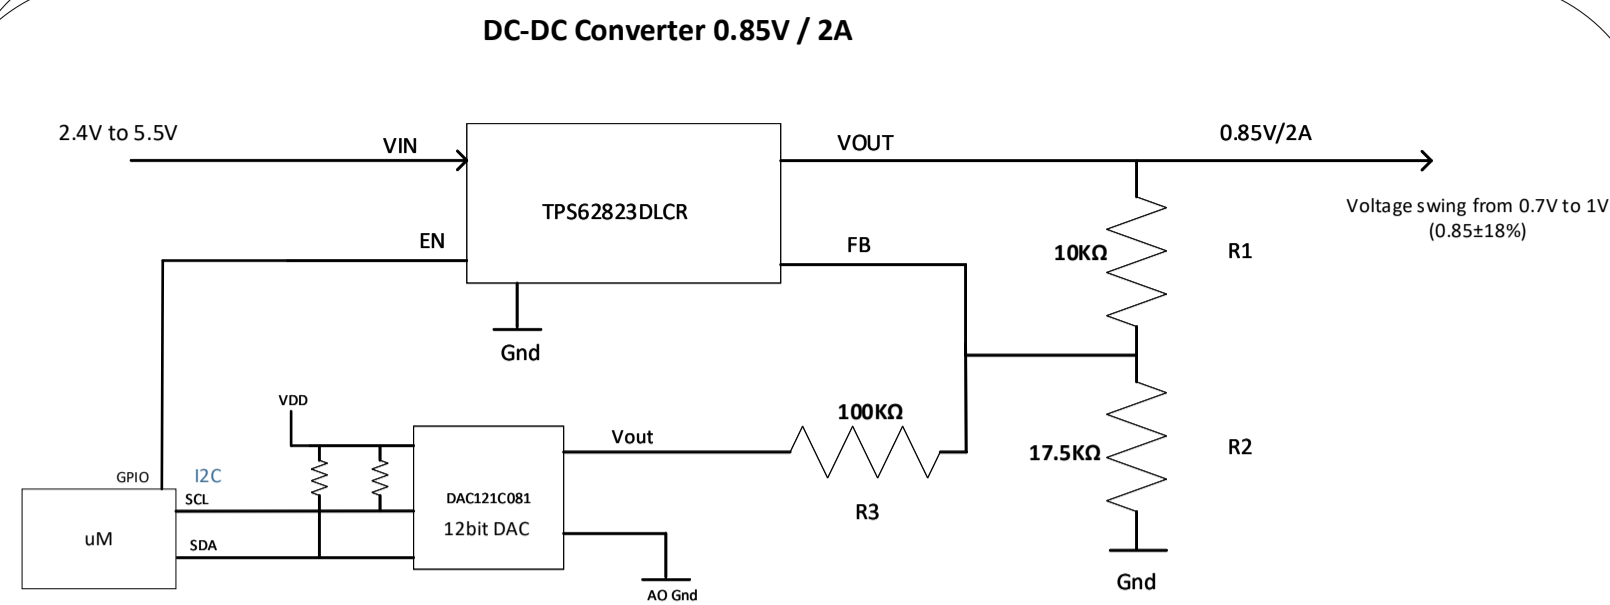 DC-DC Converter 0.85V / 2A
2.4V to 5.5V
VIN
VOUT
0.85V/2A
TPS62823DLCR
Voltage swing from 0.7V to 1V
(0.85±18%)
EN
FB
10KΩ
R1
Gnd
VDD
100KΩ
Vout
17.5KΩ
R2
GPIO
I2C
SCL
DAC121C081
12bit DAC
R3
uM
SDA
AO Gnd
Gnd